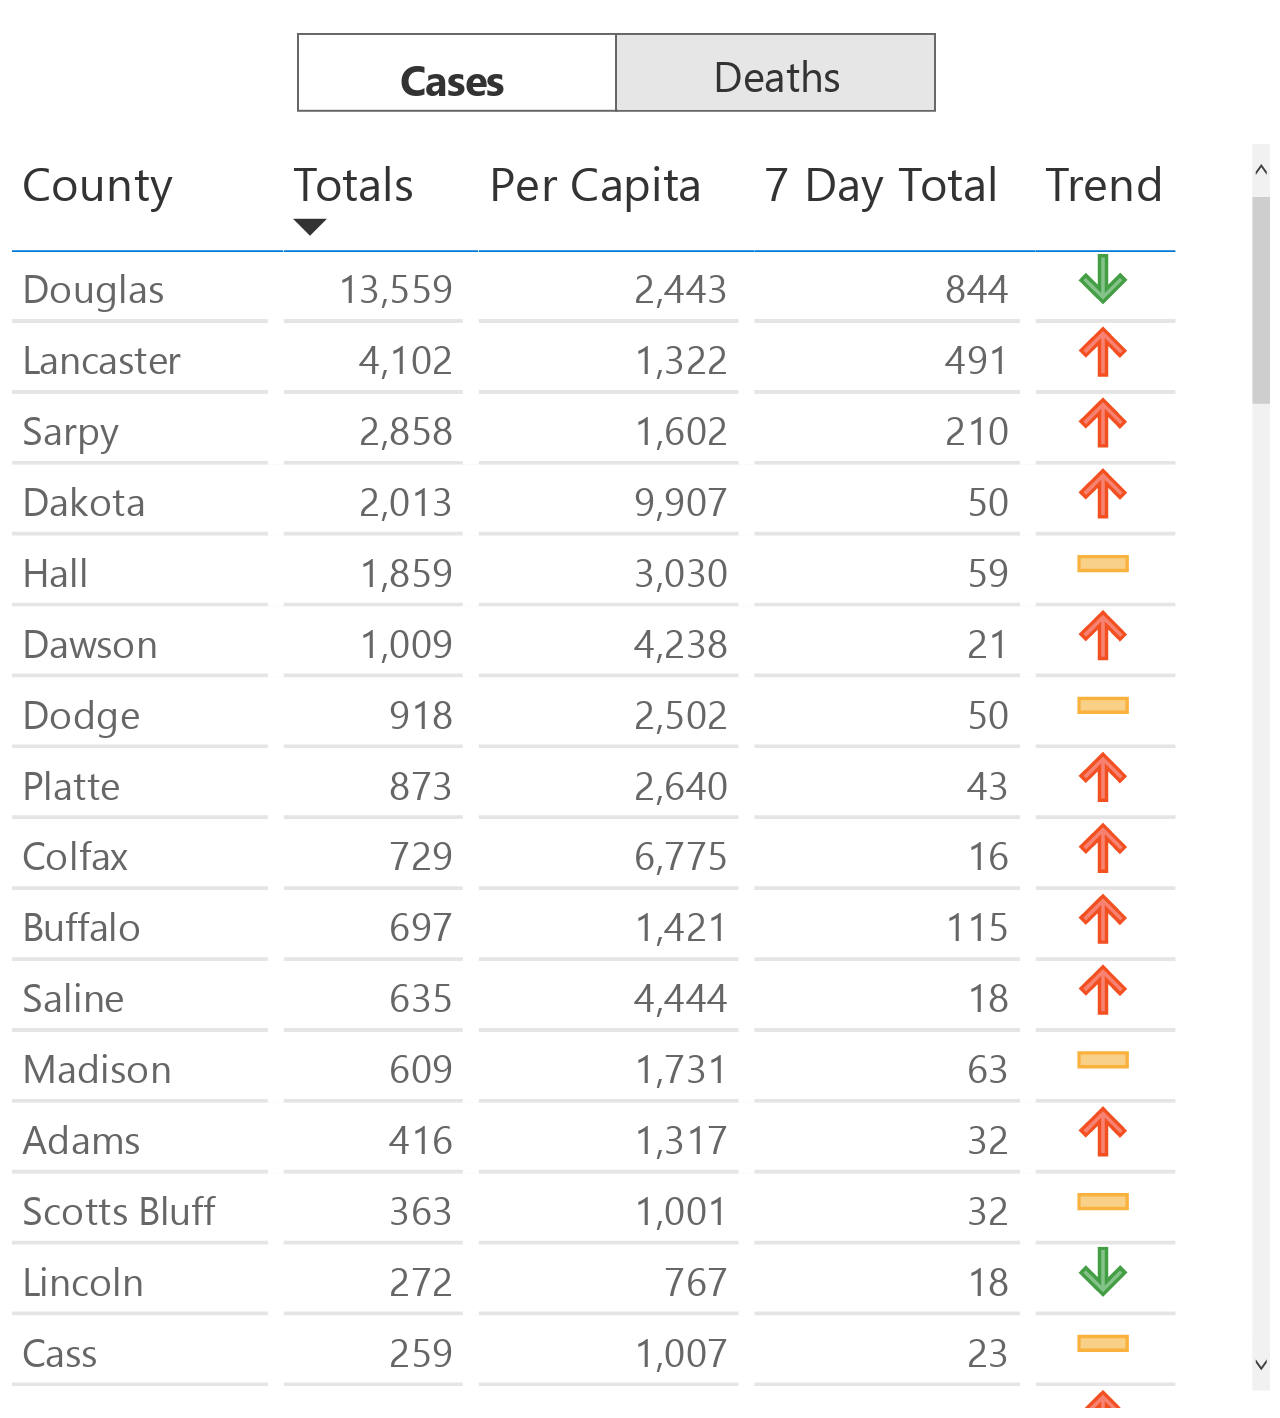 Cases Deaths
County Totals Per Capita 7 Day Total Trend
Douglas 13,559 2,443 844
Lancaster 4,102 1,322 491
Sarpy 2,858 1,602 210
Dakota 2,013 9,907 50
Hall 1,859 3,030 59
Dawson 1,009 4,238 21
Dodge 918 2,502 50
Platte 873 2,640 43
Colfax 729 6,775 16
Buffalo 697 1,421 115
Saline 635 4,444 18
Madison 609 1,731 63
Adams 416 1,317 32
Scotts Bluff 363 1,001 32
Lincoln 272 767 18
Cass 259 1,007 23